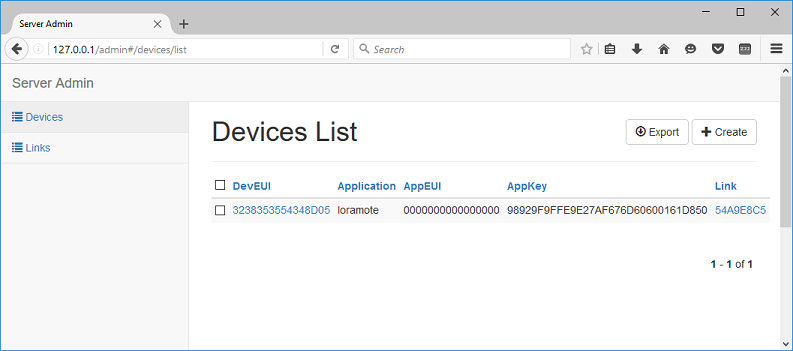 Server Admin
127.0.0.1/admin#/devices/list
Search
Server Admin
Devices
Links
Devices List
Export
Create
DevEUI Application AppEUI AppKey Link
3238353554348D05 loramote 0000000000000000 98929F9FFE9E27AF676D60600161D850 54A9E8C5
1 - 1 of 1